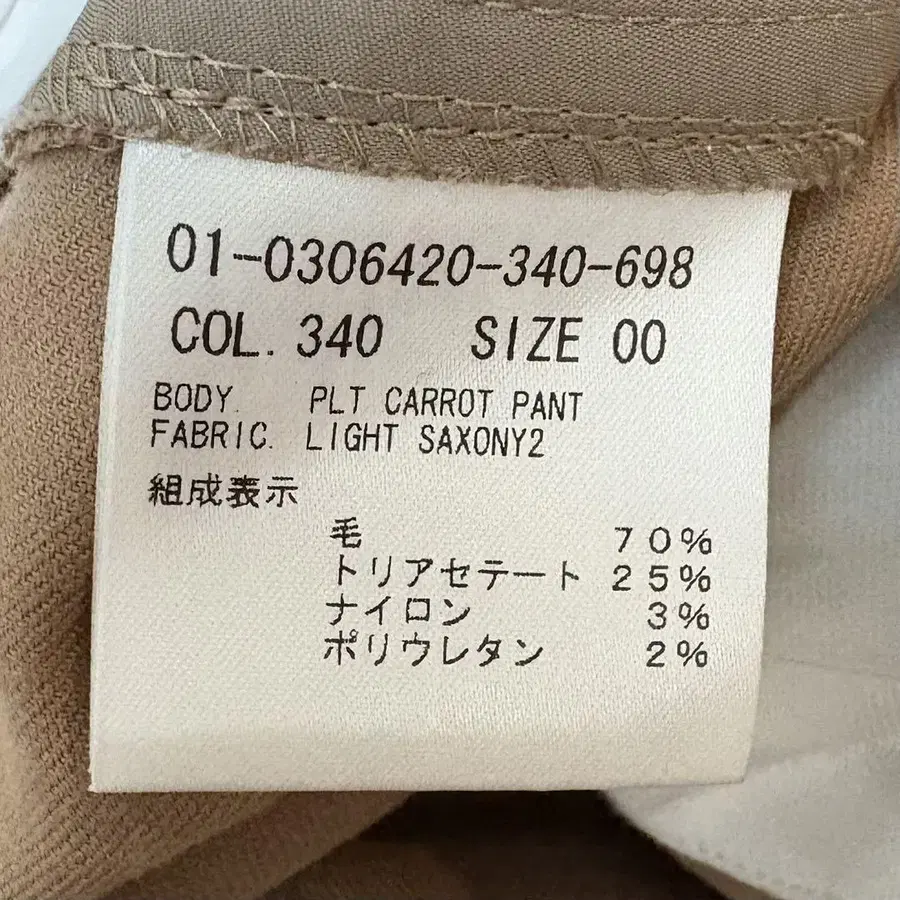 01-0306420-340-698
COL. 340 SIZE 00
BODY. PLT CARROT PANT
FABRIC. LIGHT SAXONY2
組成表示
毛 70%
トリアセテート 25%
ナイロン 3%
ポリウレタン 2%